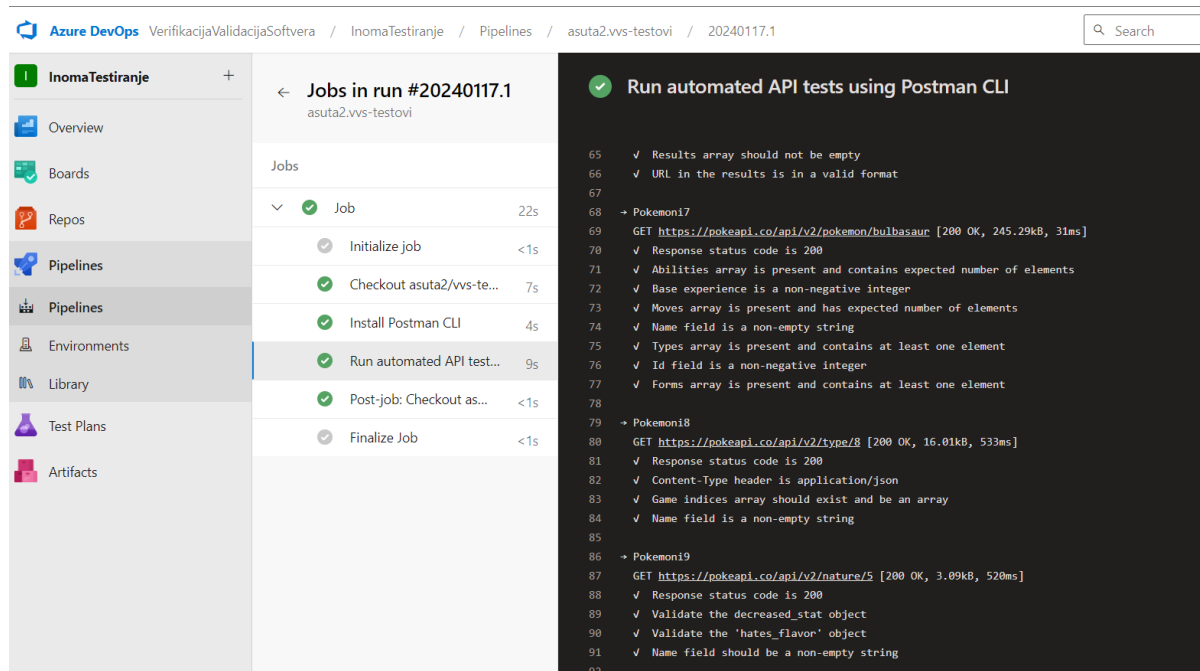 Azure DevOps VerifikacijaValidacijaSoftvera / InomaTestiranje / Pipelines / asuta2.vvs-testovi / 20240117.1
Search
I InomaTestiranje +
Overview
Boards
Repos
Pipelines
Pipelines
Environments
Library
Test Plans
Artifacts
← Jobs in run #20240117.1
asuta2.vvs-testovi
Jobs
Job 22s
Initialize job <1s
Checkout asuta2/vvs-te... 7s
Install Postman CLI 4s
Run automated API test... 9s
Post-job: Checkout as... <1s
Finalize Job <1s
Run automated API tests using Postman CLI
65 √ Results array should not be empty
66 √ URL in the results is in a valid format
67
68 → Pokemoni7
69 GET https://pokeapi.co/api/v2/pokemon/bulbasaur [200 OK, 245.29kB, 31ms]
70 √ Response status code is 200
71 √ Abilities array is present and contains expected number of elements
72 √ Base experience is a non-negative integer
73 √ Moves array is present and has expected number of elements
74 √ Name field is a non-empty string
75 √ Types array is present and contains at least one element
76 √ Id field is a non-negative integer
77 √ Forms array is present and contains at least one element
78
79 → Pokemoni8
80 GET https://pokeapi.co/api/v2/type/8 [200 OK, 16.01kB, 533ms]
81 √ Response status code is 200
82 √ Content-Type header is application/json
83 √ Game indices array should exist and be an array
84 √ Name field is a non-empty string
85
86 → Pokemoni9
87 GET https://pokeapi.co/api/v2/nature/5 [200 OK, 3.09kB, 520ms]
88 √ Response status code is 200
89 √ Validate the decreased_stat object
90 √ Validate the 'hates_flavor' object
91 √ Name field should be a non-empty string